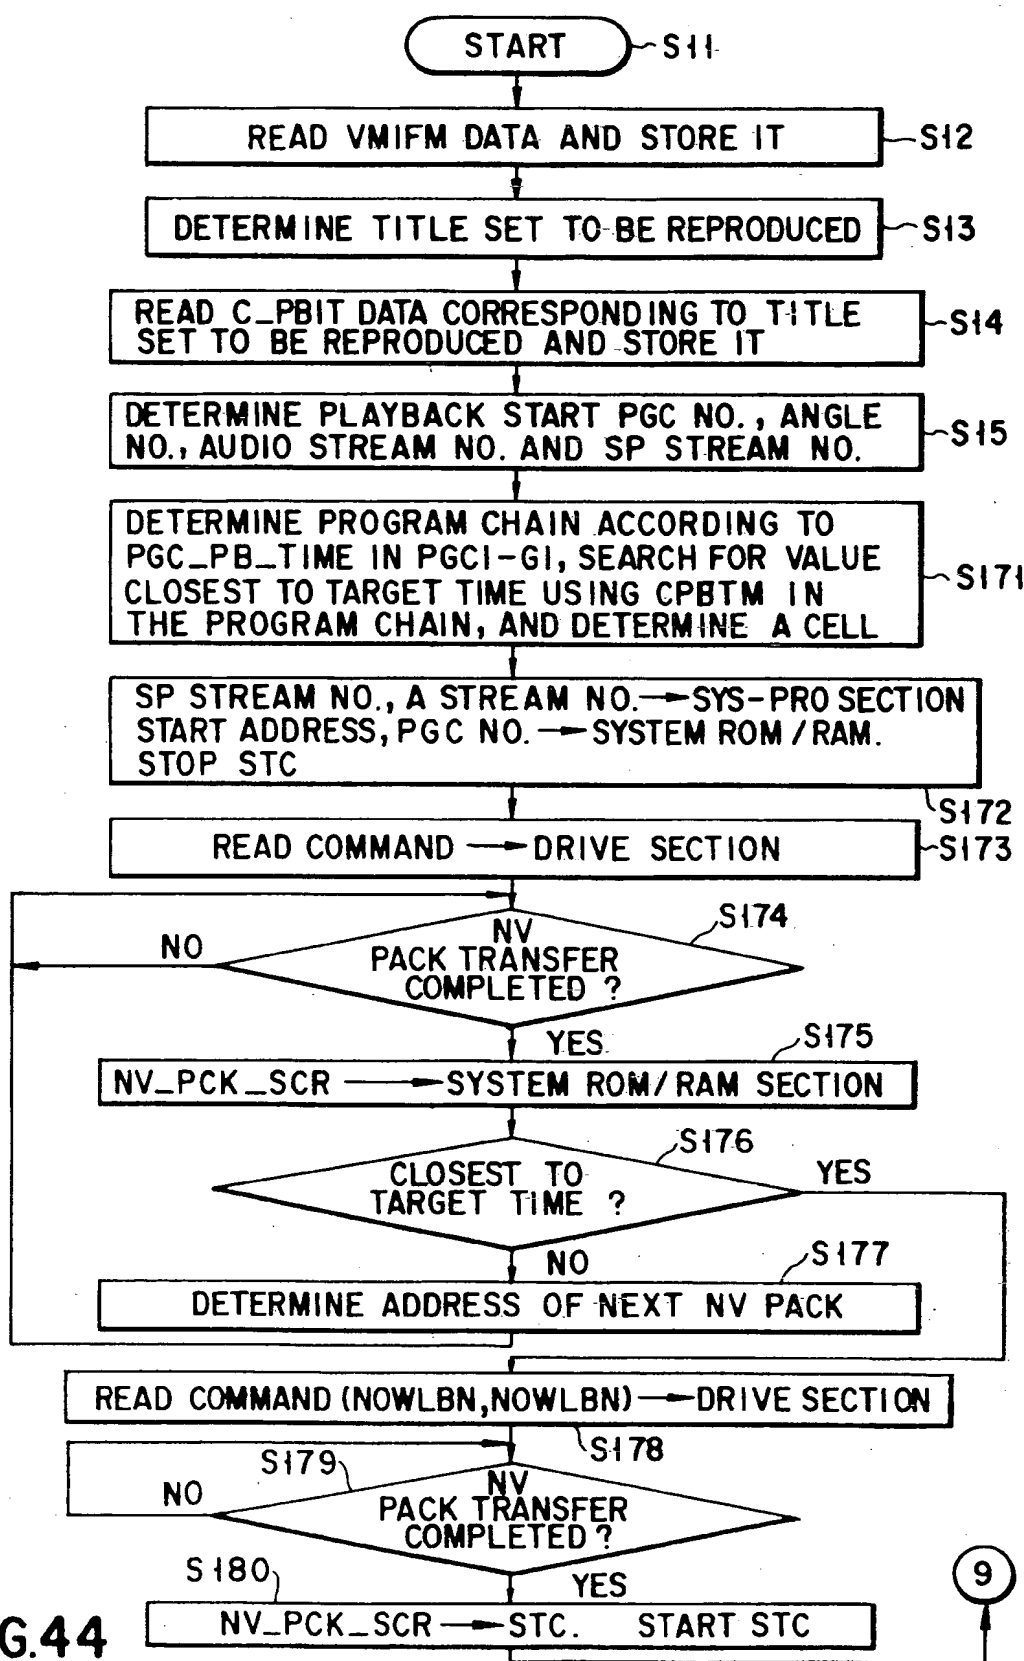 START
S11
READ VMIFM DATA AND STORE IT
S12
DETERMINE TITLE SET TO BE REPRODUCED
S13
READ C_PBIT DATA CORRESPONDING TO TITLE
SET TO BE REPRODUCED AND STORE IT
S14
DETERMINE PLAYBACK START PGC NO., ANGLE
NO., AUDIO STREAM NO. AND SP STREAM NO.
S15
DETERMINE PROGRAM CHAIN ACCORDING TO
PGC_PB_TIME IN PGCI-GI, SEARCH FOR VALUE
CLOSEST TO TARGET TIME USING CPBTM IN
THE PROGRAM CHAIN, AND DETERMINE A CELL
S171
SP STREAM NO., A STREAM NO. → SYS-PRO SECTION
START ADDRESS, PGC NO. → SYSTEM ROM / RAM.
STOP STC
S172
READ COMMAND → DRIVE SECTION
S173
S174
NO
NV
PACK TRANSFER
COMPLETED ?
YES
S175
NV_PCK_SCR → SYSTEM ROM/RAM SECTION
S176
CLOSEST TO
TARGET TIME ?
YES
NO
S177
DETERMINE ADDRESS OF NEXT NV PACK
READ COMMAND (NOWLBN,NOWLBN) → DRIVE SECTION
S178
S179
NO
NV
PACK TRANSFER
COMPLETED ?
YES
S180
NV_PCK_SCR → STC. START STC
9
G.44